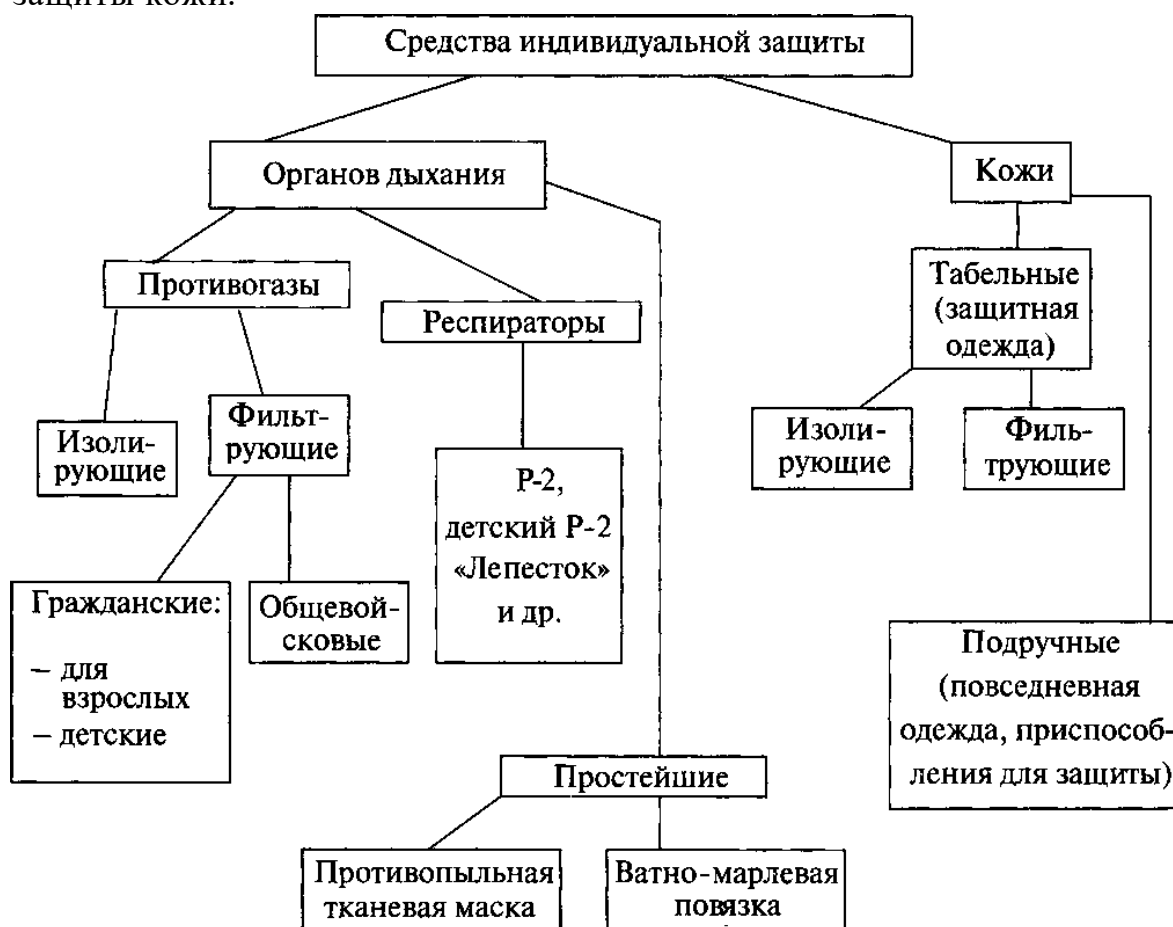 защиты кожи.
Средства индивидуальной защиты
Органов дыхания
Кожи
Противогазы
Респираторы
Табельные
(защитная
одежда)
Изоли-
рующие
Фильт-
рующие
Р-2,
детский Р-2
«Лепесток»
и др.
Изоли-
рующие
Филь-
трующие
Гражданские:
– для
взрослых
– детские
Общевой-
сковые
Подручные
(повседневная
одежда, приспособ-
ления для защиты)
Простейшие
Противопыльная
тканевая маска
Ватно-марлевая
повязка